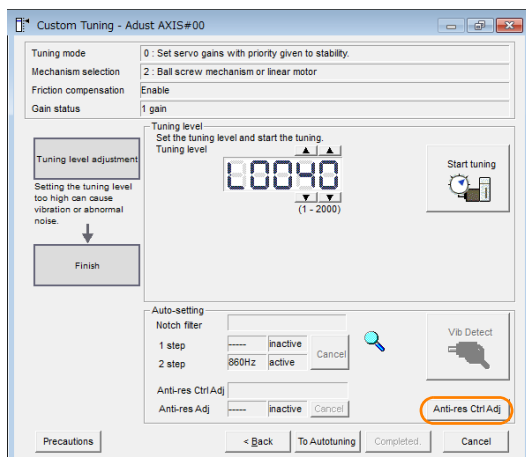 Custom Tuning - Adust AXIS#00
Tuning mode
0 : Set servo gains with priority given to stability.
Mechanism selection
2 : Ball screw mechanism or linear motor
Friction compensation
Enable
Gain status
1 gain
Tuning level adjustment
Setting the tuning level
too high can cause
vibration or abnormal
noise.
Finish
Tuning level
Set the tuning level and start the tuning.
Tuning level
L0040
(1 - 2000)
Start tuning
Auto-setting
Notch filter
1 step
-----
inactive
2 step
860Hz
active
Cancel
Vib Detect
Anti-res Ctrl Adj
Anti-res Adj
-----
inactive
Cancel
Anti-res Ctrl Adj
Precautions
< Back
To Autotuning
Completed.
Cancel